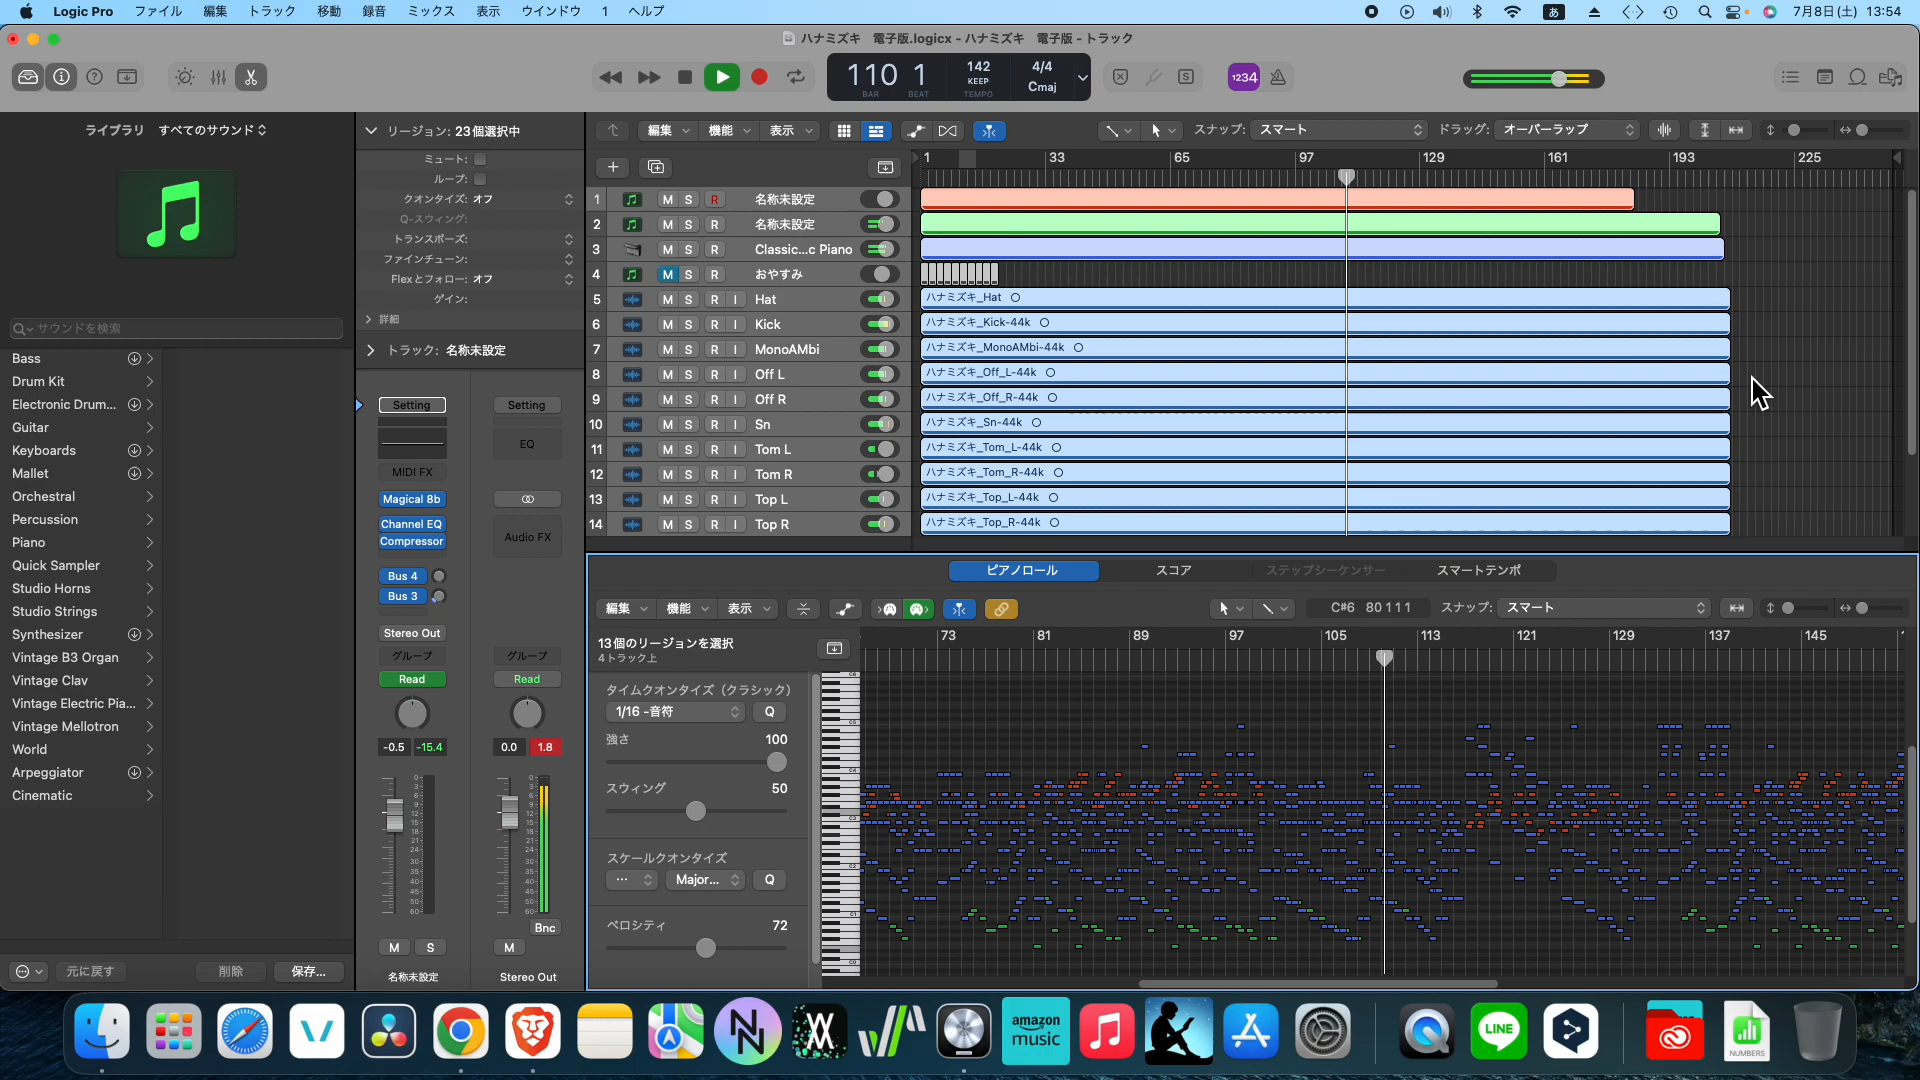 Logic Pro ファイル 編集 トラック 移動 録音 ミックス 表示 ウインドウ 1 ヘルプ あ 7月8日(土) 13:54
ハナミズキ 電子版.logicx - ハナミズキ 電子版 - トラック
110 1 142 4/4
KEEP Cmaj
BAR BEAT TEMPO
1234
ライブラリ すべてのサウンド
サウンドを検索
Bass
Drum Kit
Electronic Drum...
Guitar
Keyboards
Mallet
Orchestral
Percussion
Piano
Quick Sampler
Studio Horns
Studio Strings
Synthesizer
Vintage B3 Organ
Vintage Clav
Vintage Electric Pia...
Vintage Mellotron
World
Arpeggiator
Cinematic
元に戻す 削除 保存...
リージョン: 23個選択中
ミュート:
ループ:
クオンタイズ: オフ
Q-スウィング:
トランスポーズ:
ファインチューン:
Flexとフォロー: オフ
ゲイン:
詳細
トラック: 名称未設定
Setting Setting
EQ
MIDI FX
Magical 8b
Channel EQ
Compressor
Audio FX
Bus 4
Bus 3
Stereo Out
グループ グループ
Read Read
-0.5 -15.4 0.0 1.8
Bnc
M S M
名称未設定 Stereo Out
編集 機能 表示 スナップ: スマート ドラッグ: オーバーラップ
1 33 65 97 129 161 193 225
1 M S R 名称未設定
2 M S R 名称未設定
3 M S R Classic...c Piano
4 M S R おやすみ
5 M S R I Hat ハナミズキ_Hat
6 M S R I Kick ハナミズキ_Kick-44k
7 M S R I MonoAMbi ハナミズキ_MonoAMbi-44k
8 M S R I Off L ハナミズキ_Off_L-44k
9 M S R I Off R ハナミズキ_Off_R-44k
10 M S R I Sn ハナミズキ_Sn-44k
11 M S R I Tom L ハナミズキ_Tom_L-44k
12 M S R I Tom R ハナミズキ_Tom_R-44k
13 M S R I Top L ハナミズキ_Top_L-44k
14 M S R I Top R ハナミズキ_Top_R-44k
ピアノロール スコア ステップシーケンサー スマートテンポ
編集 機能 表示 C#6 80 1 1 1 スナップ: スマート
13個のリージョンを選択
4トラック上
73 81 89 97 105 113 121 129 137 145
タイムクオンタイズ（クラシック）
1/16 -音符 Q
強さ 100
スウィング 50
スケールクオンタイズ
... Major... Q
ベロシティ 72
amazon
music
LINE
NUMBERS